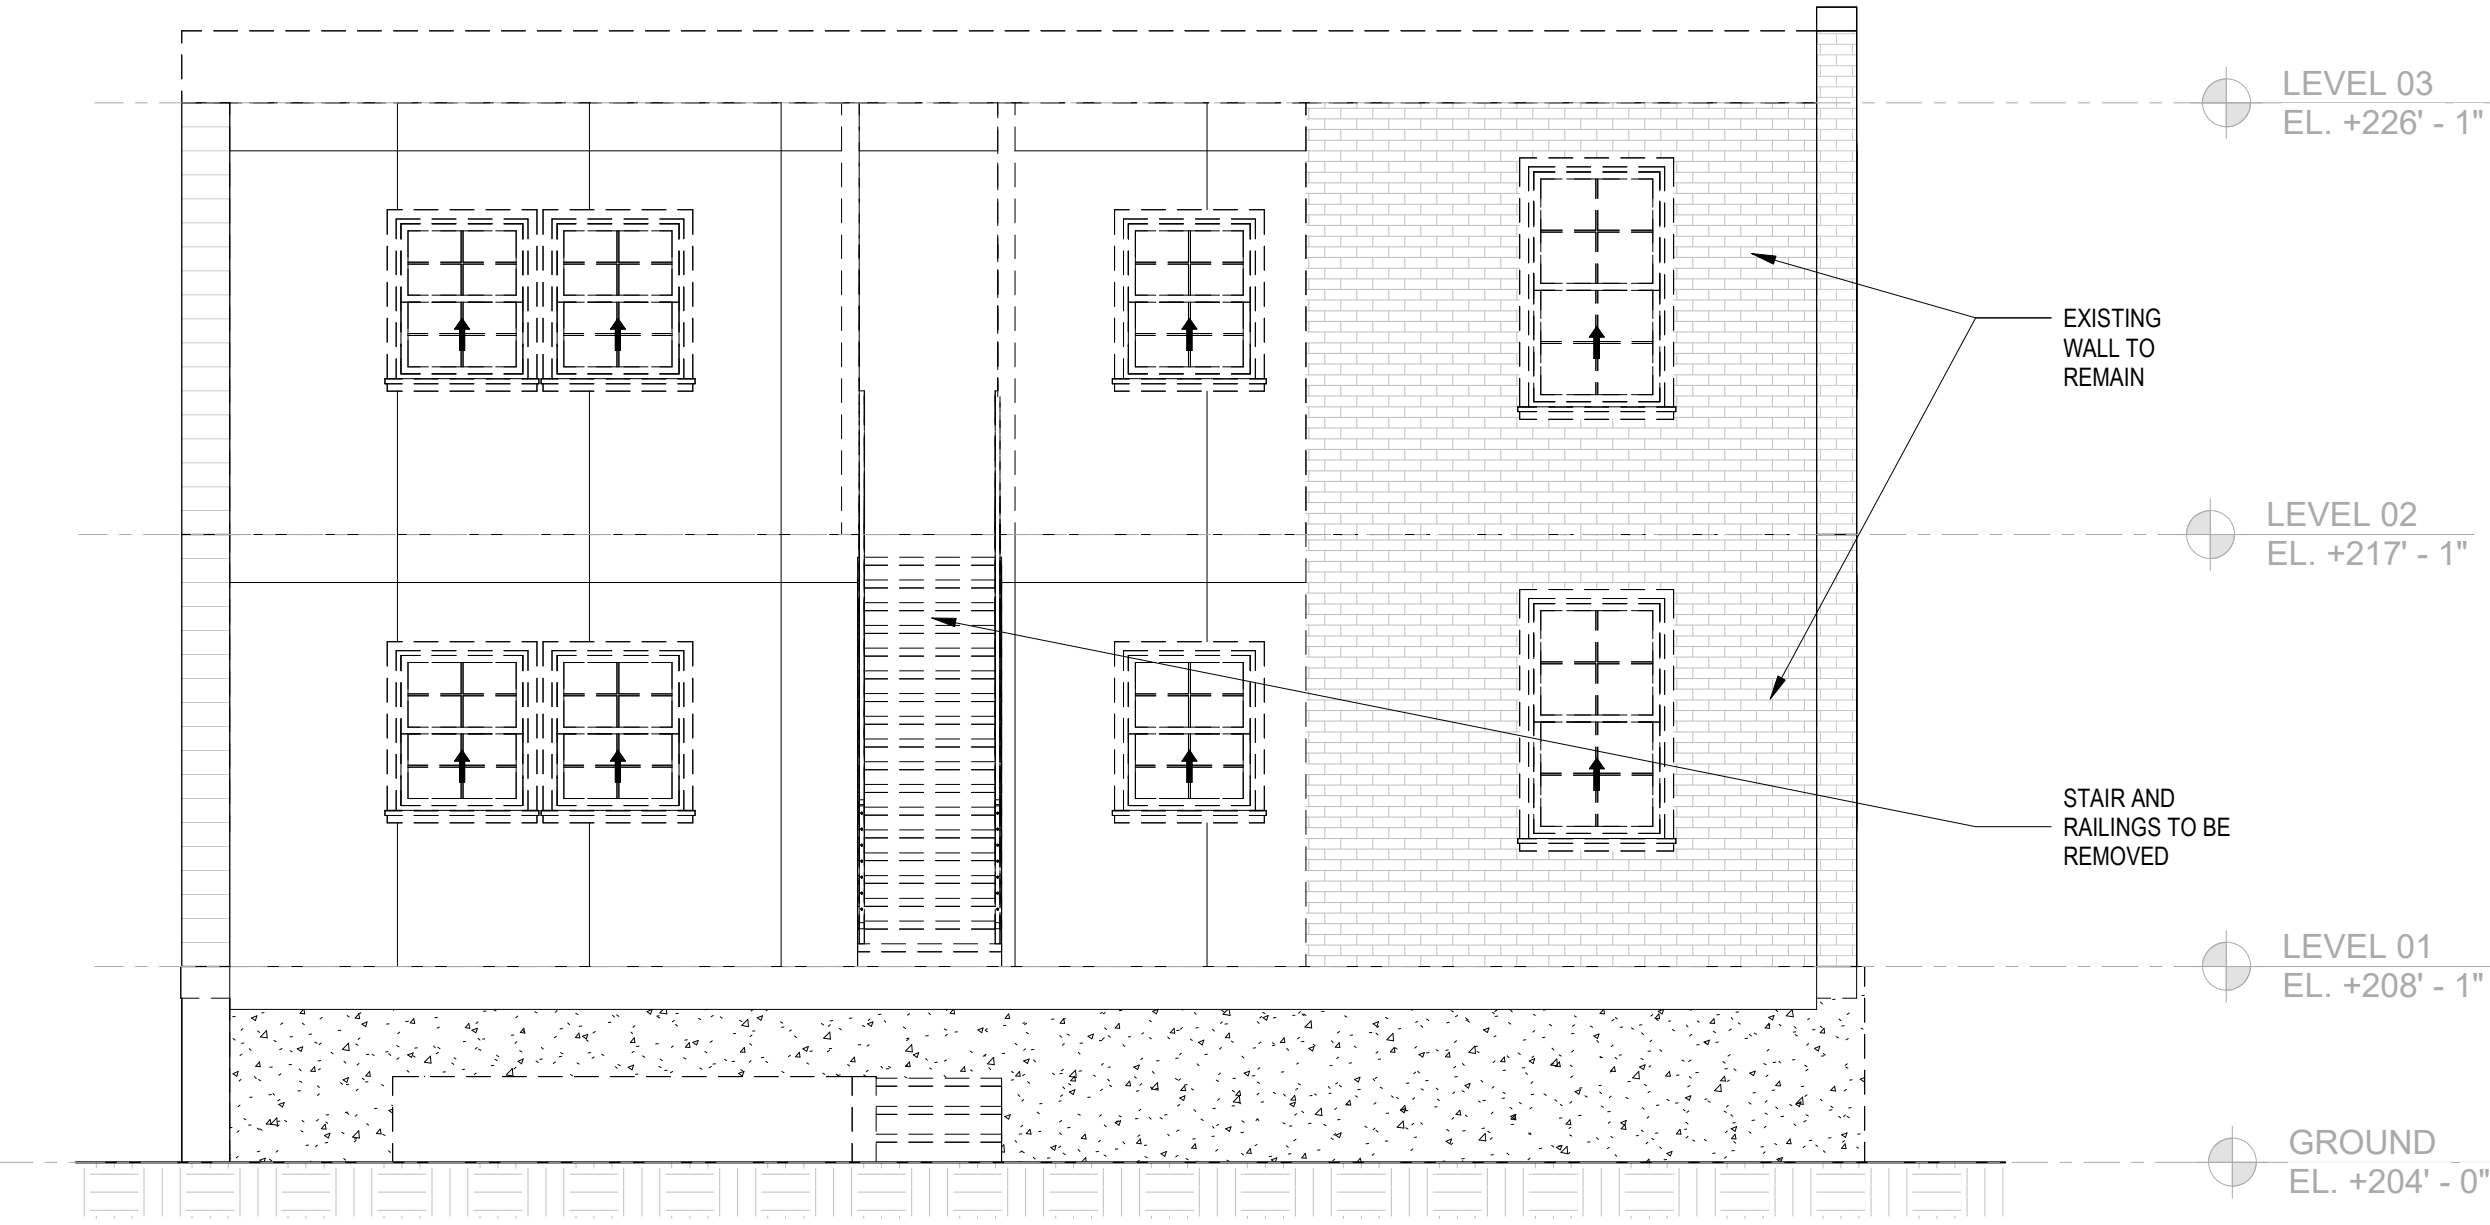 LEVEL 03
EL. +226' - 1"
EXISTING
WALL TO
REMAIN
LEVEL 02
EL. +217' - 1"
STAIR AND
RAILINGS TO BE
REMOVED
LEVEL 01
EL. +208' - 1"
GROUND
EL. +204' - 0"